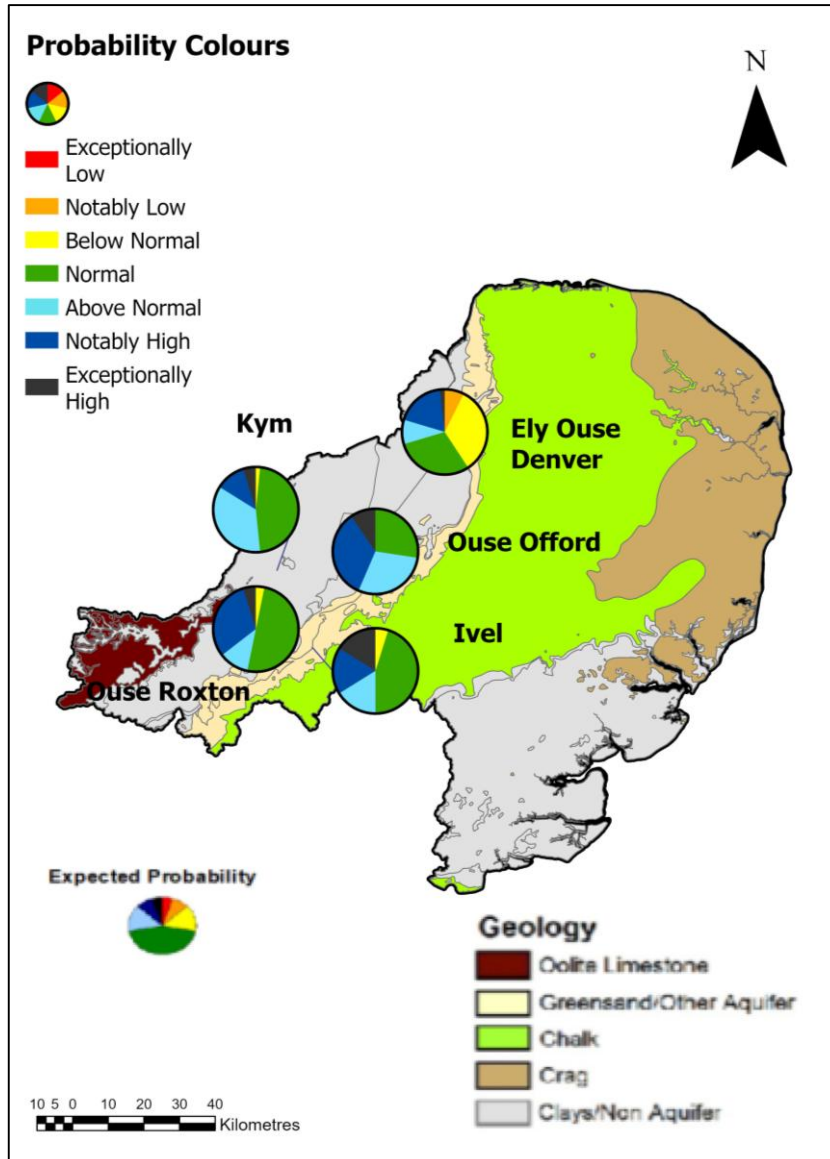 Probability Colours
N
Exceptionally
Low
Notably Low
Below Normal
Normal
Above Normal
Notably High
Exceptionally
High
Kym
Ely Ouse
Denver
Ouse Offord
Ivel
Ouse Roxton
Expected Probability
Geology
Oolite Limestone
Greensand/Other Aquifer
Chalk
Crag
Clays/Non Aquifer
10 5 0 10 20 30 40
Kilometres